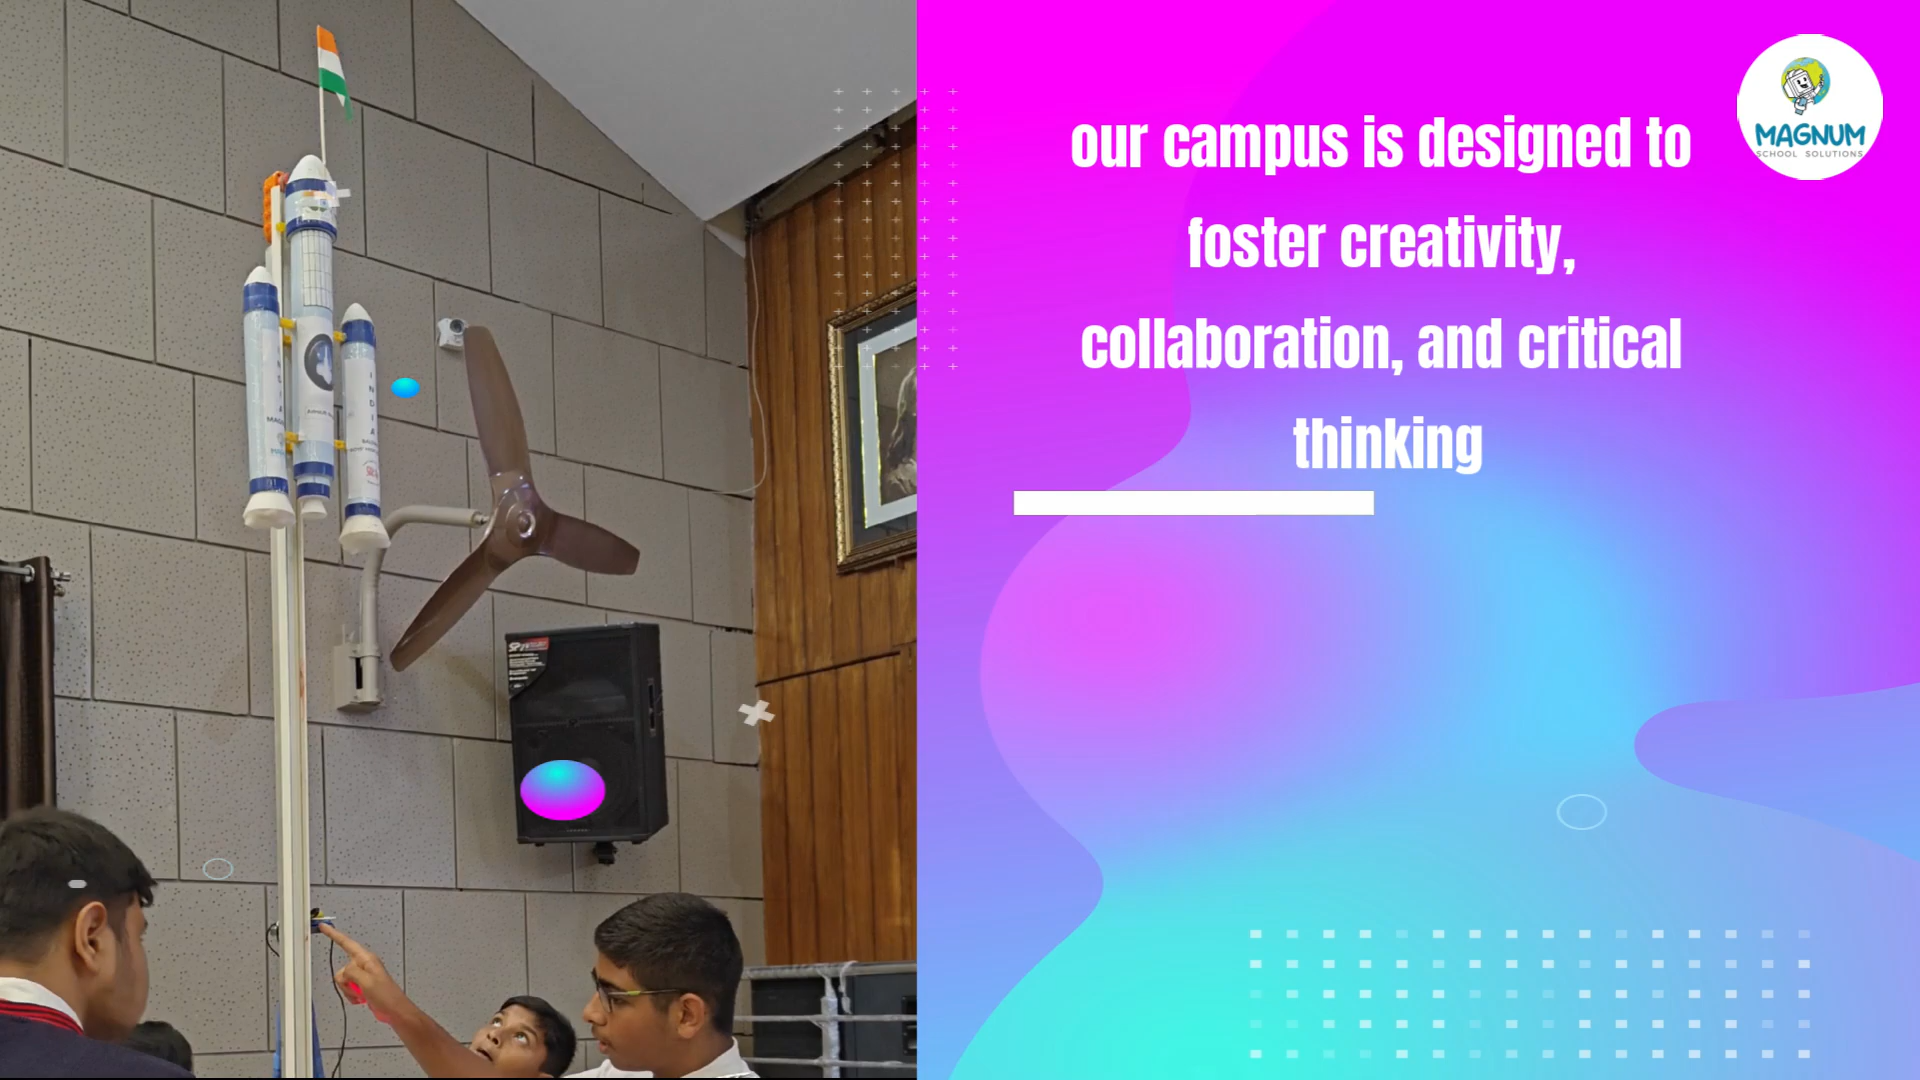 our campus is designed to
foster creativity,
collaboration, and critical
thinking
MAGNUM
SCHOOL SOLUTIONS
I
N
D
I
A